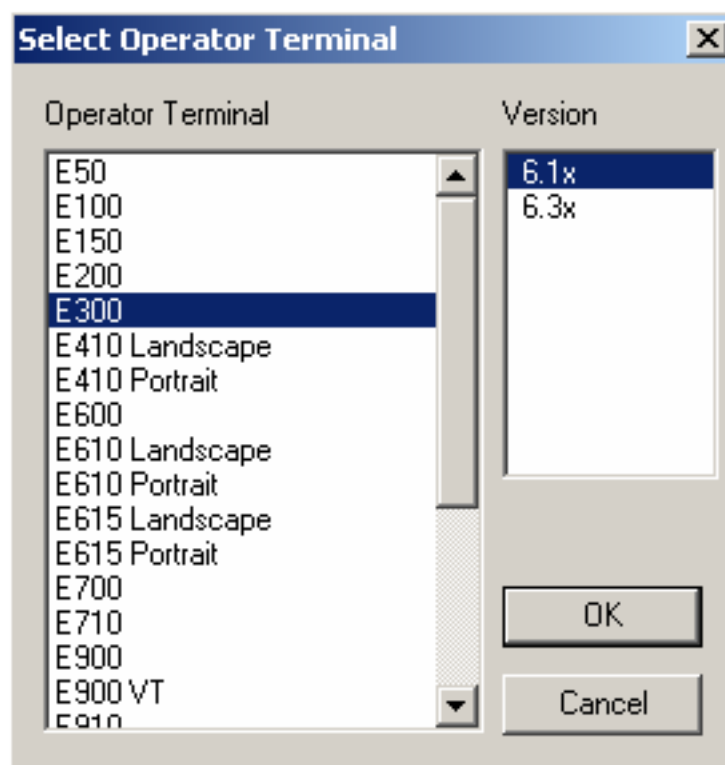 Select Operator Terminal
Operator Terminal
Version
E50
E100
E150
E200
E300
E410 Landscape
E410 Portrait
E600
E610 Landscape
E610 Portrait
E615 Landscape
E615 Portrait
E700
E710
E900
E900 VT
E910
6.1x
6.3x
OK
Cancel